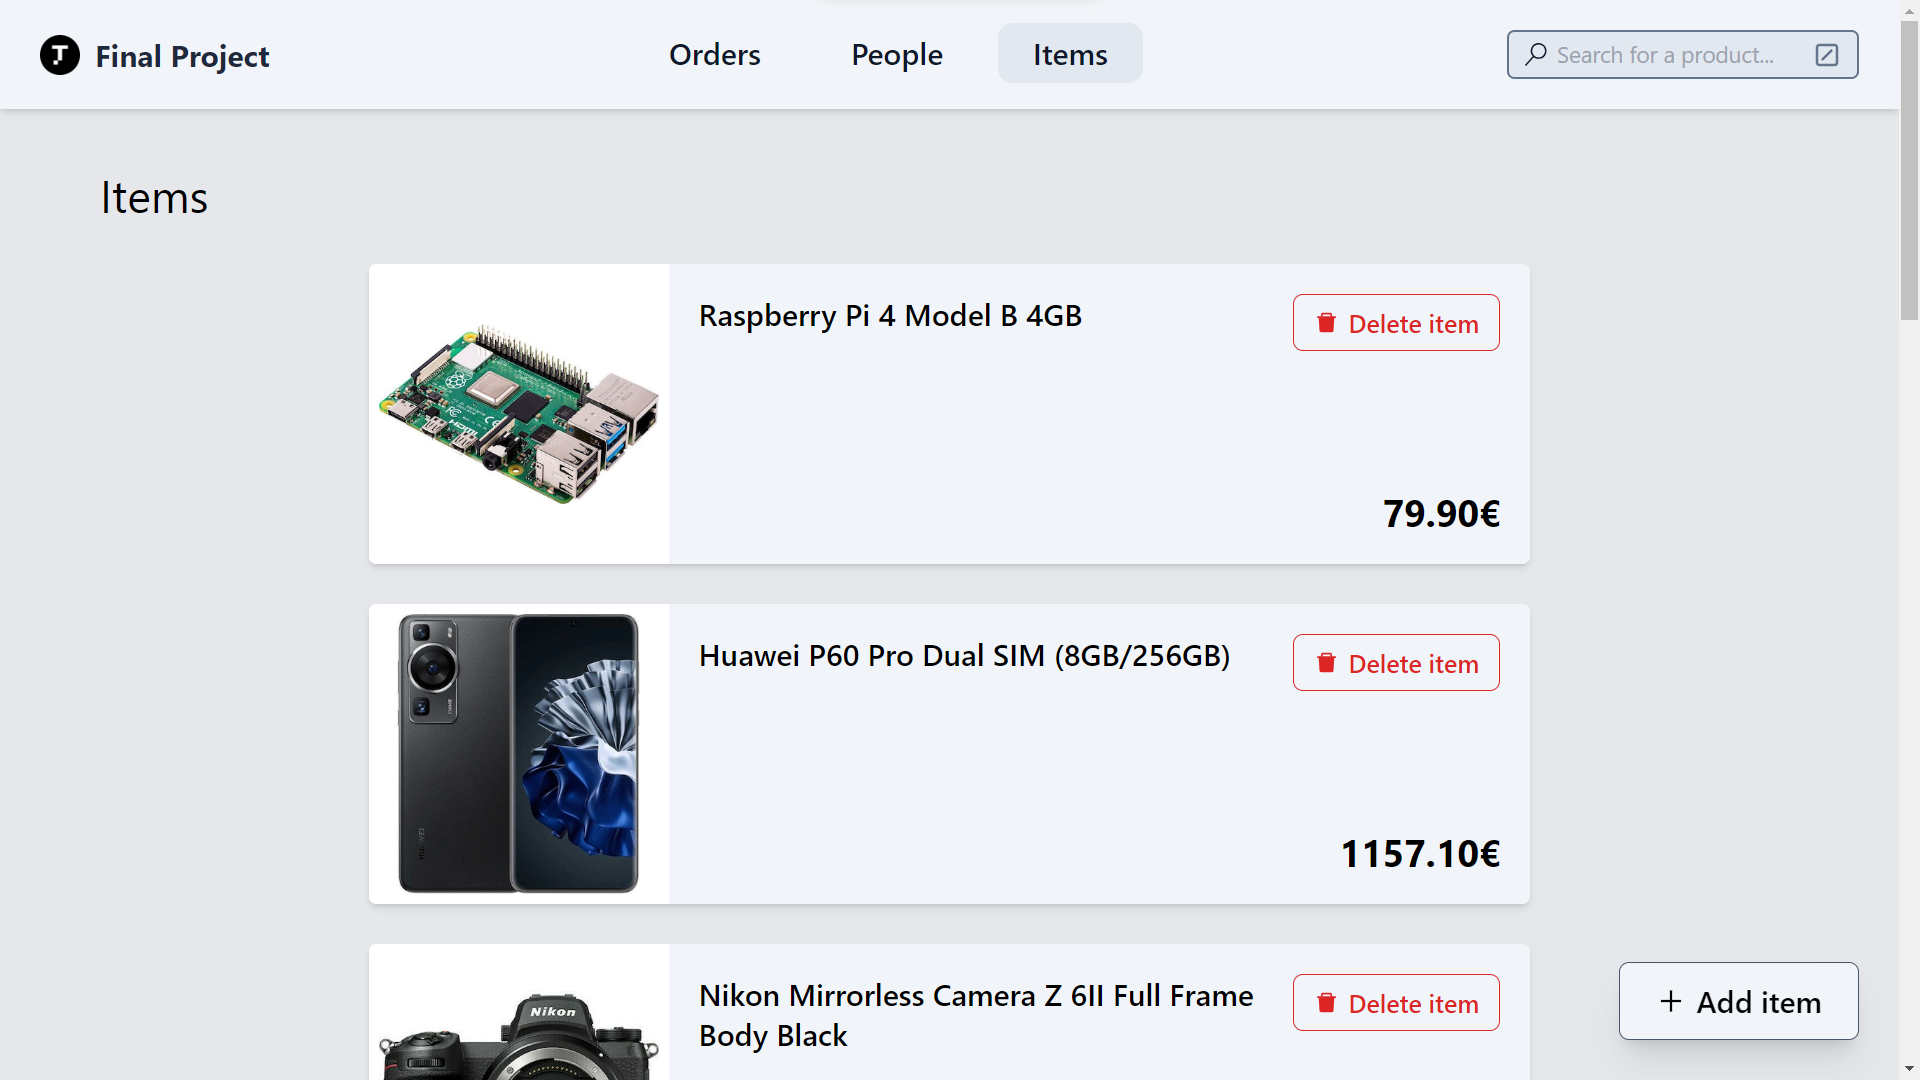 Final Project
Orders
People
Items
Search for a product...
Items
Raspberry Pi 4 Model B 4GB
Delete item
79.90€
Huawei P60 Pro Dual SIM (8GB/256GB)
Delete item
1157.10€
Nikon Mirrorless Camera Z 6II Full Frame
Body Black
Delete item
Nikon
+ Add item